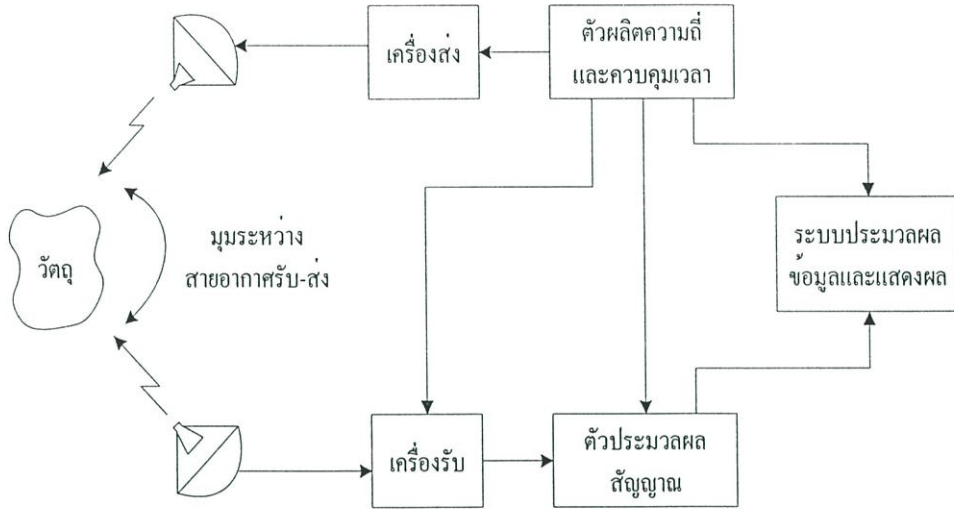 เครื่องส่ง
ตัวผลิตความถี่
และควบคุมเวลา
มุมระหว่าง
สายอากาศรับ-ส่ง
วัตถุ
ระบบประมวลผล
ข้อมูลและแสดงผล
เครื่องรับ
ตัวประมวลผล
สัญญาณ